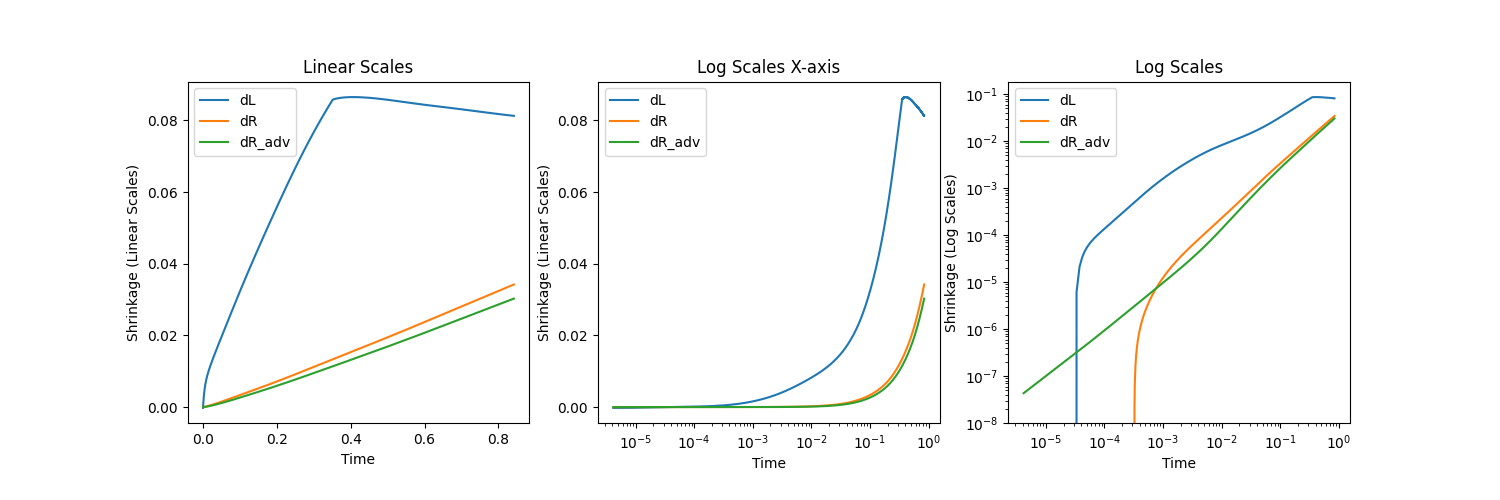 Linear Scales
Shrinkage (Linear Scales)
0.08
0.06
0.04
0.02
0.00
dL
dR
dR_adv
0.0 0.2 0.4 0.6 0.8
Time
Log Scales X-axis
Shrinkage (Linear Scales)
0.08
0.06
0.04
0.02
0.00
dL
dR
dR_adv
10⁻⁵ 10⁻⁴ 10⁻³ 10⁻² 10⁻¹ 10⁰
Time
Log Scales
Shrinkage (Log Scales)
10⁻¹
10⁻²
10⁻³
10⁻⁴
10⁻⁵
10⁻⁶
10⁻⁷
10⁻⁸
dL
dR
dR_adv
10⁻⁵ 10⁻⁴ 10⁻³ 10⁻² 10⁻¹ 10⁰
Time